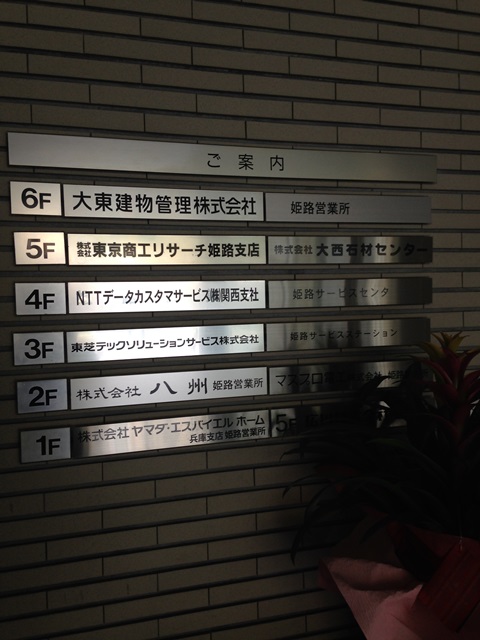 ご案内
6F 大東建物管理株式会社 姫路営業所
5F 株式会社 東京商工リサーチ姫路支店 株式会社 大西石材センター
4F NTTデータカスタマサービス㈱関西支社 姫路サービスセンタ
3F 東芝テックソリューションサービス株式会社 姫路サービスステーション
2F 株式会社 八州 姫路営業所 マスプロ
1F 株式会社 ヤマダ・エスバイエル ホーム
兵庫支店 姫路営業所